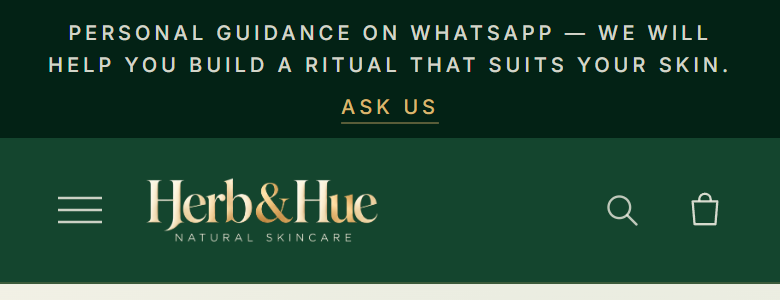 PERSONAL GUIDANCE ON WHATSAPP — WE WILL
HELP YOU BUILD A RITUAL THAT SUITS YOUR SKIN.
ASK US
Herb&Hue
NATURAL SKINCARE